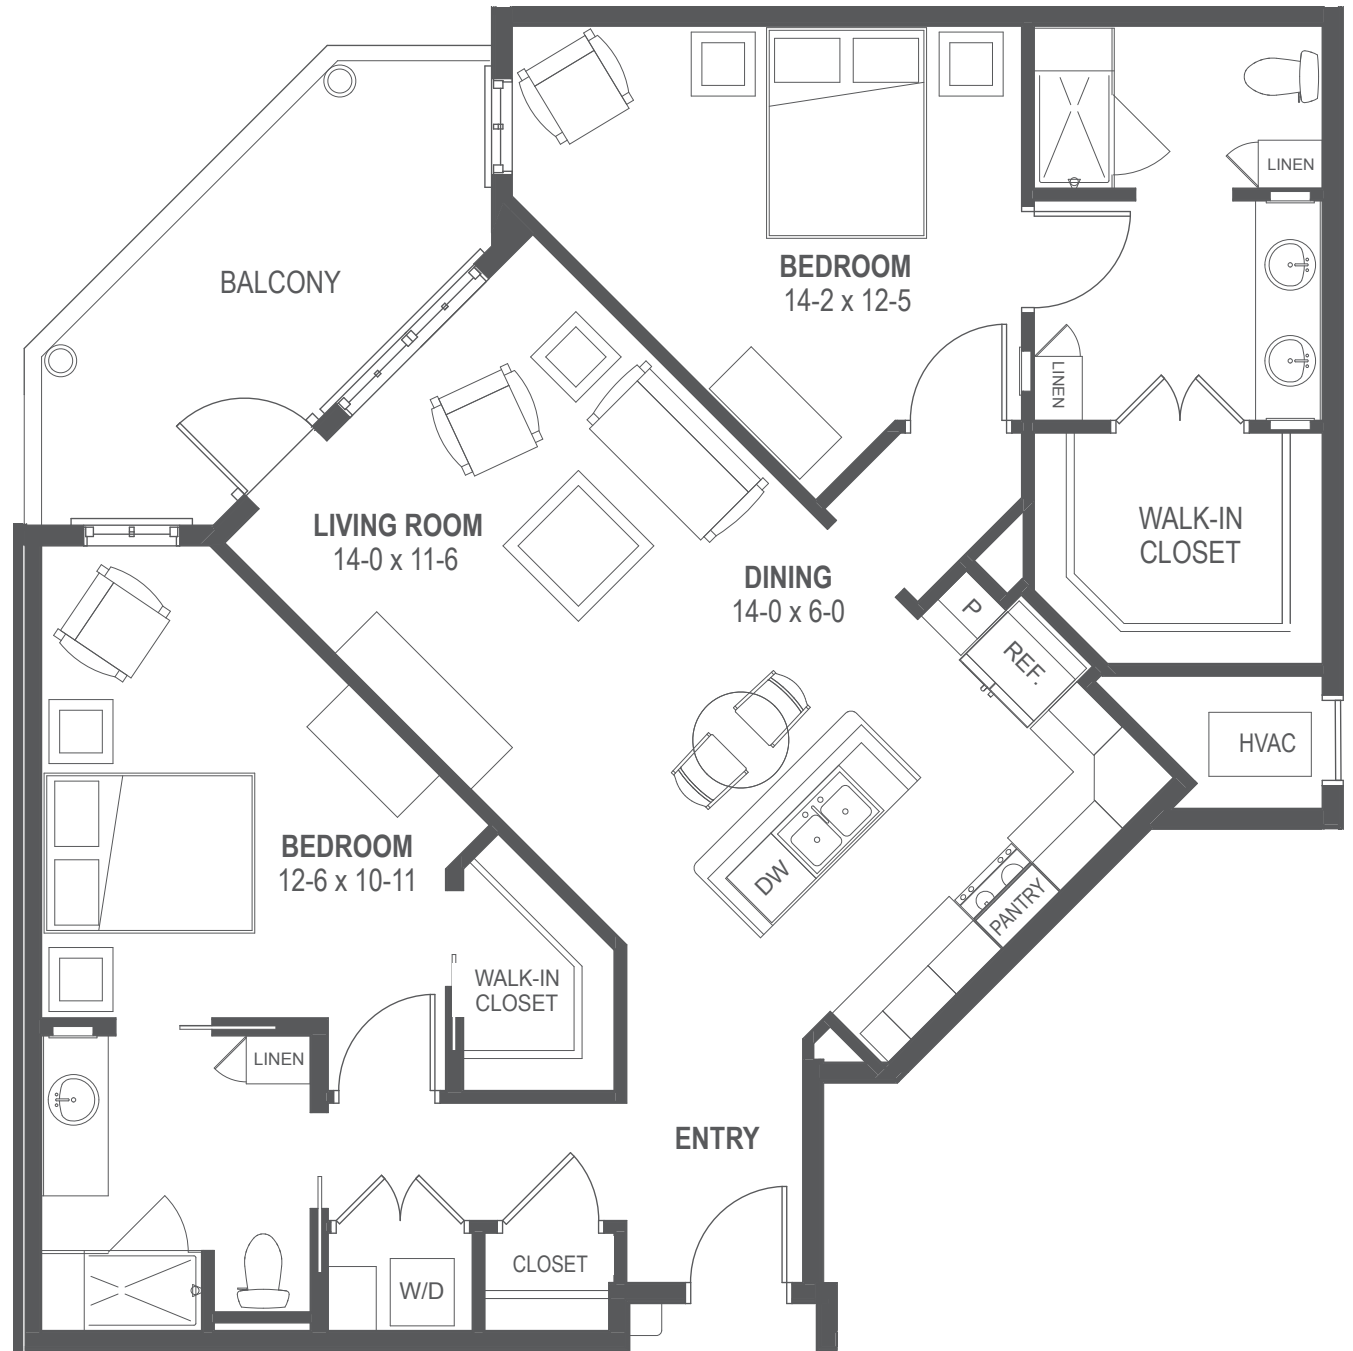 LINEN
BALCONY
BEDROOM
14-2 x 12-5
LINEN
LIVING ROOM
14-0 x 11-6
WALK-IN
CLOSET
DINING
14-0 x 6-0
P
REF.
HVAC
BEDROOM
12-6 x 10-11
DW
PANTRY
WALK-IN
CLOSET
LINEN
ENTRY
CLOSET
W/D